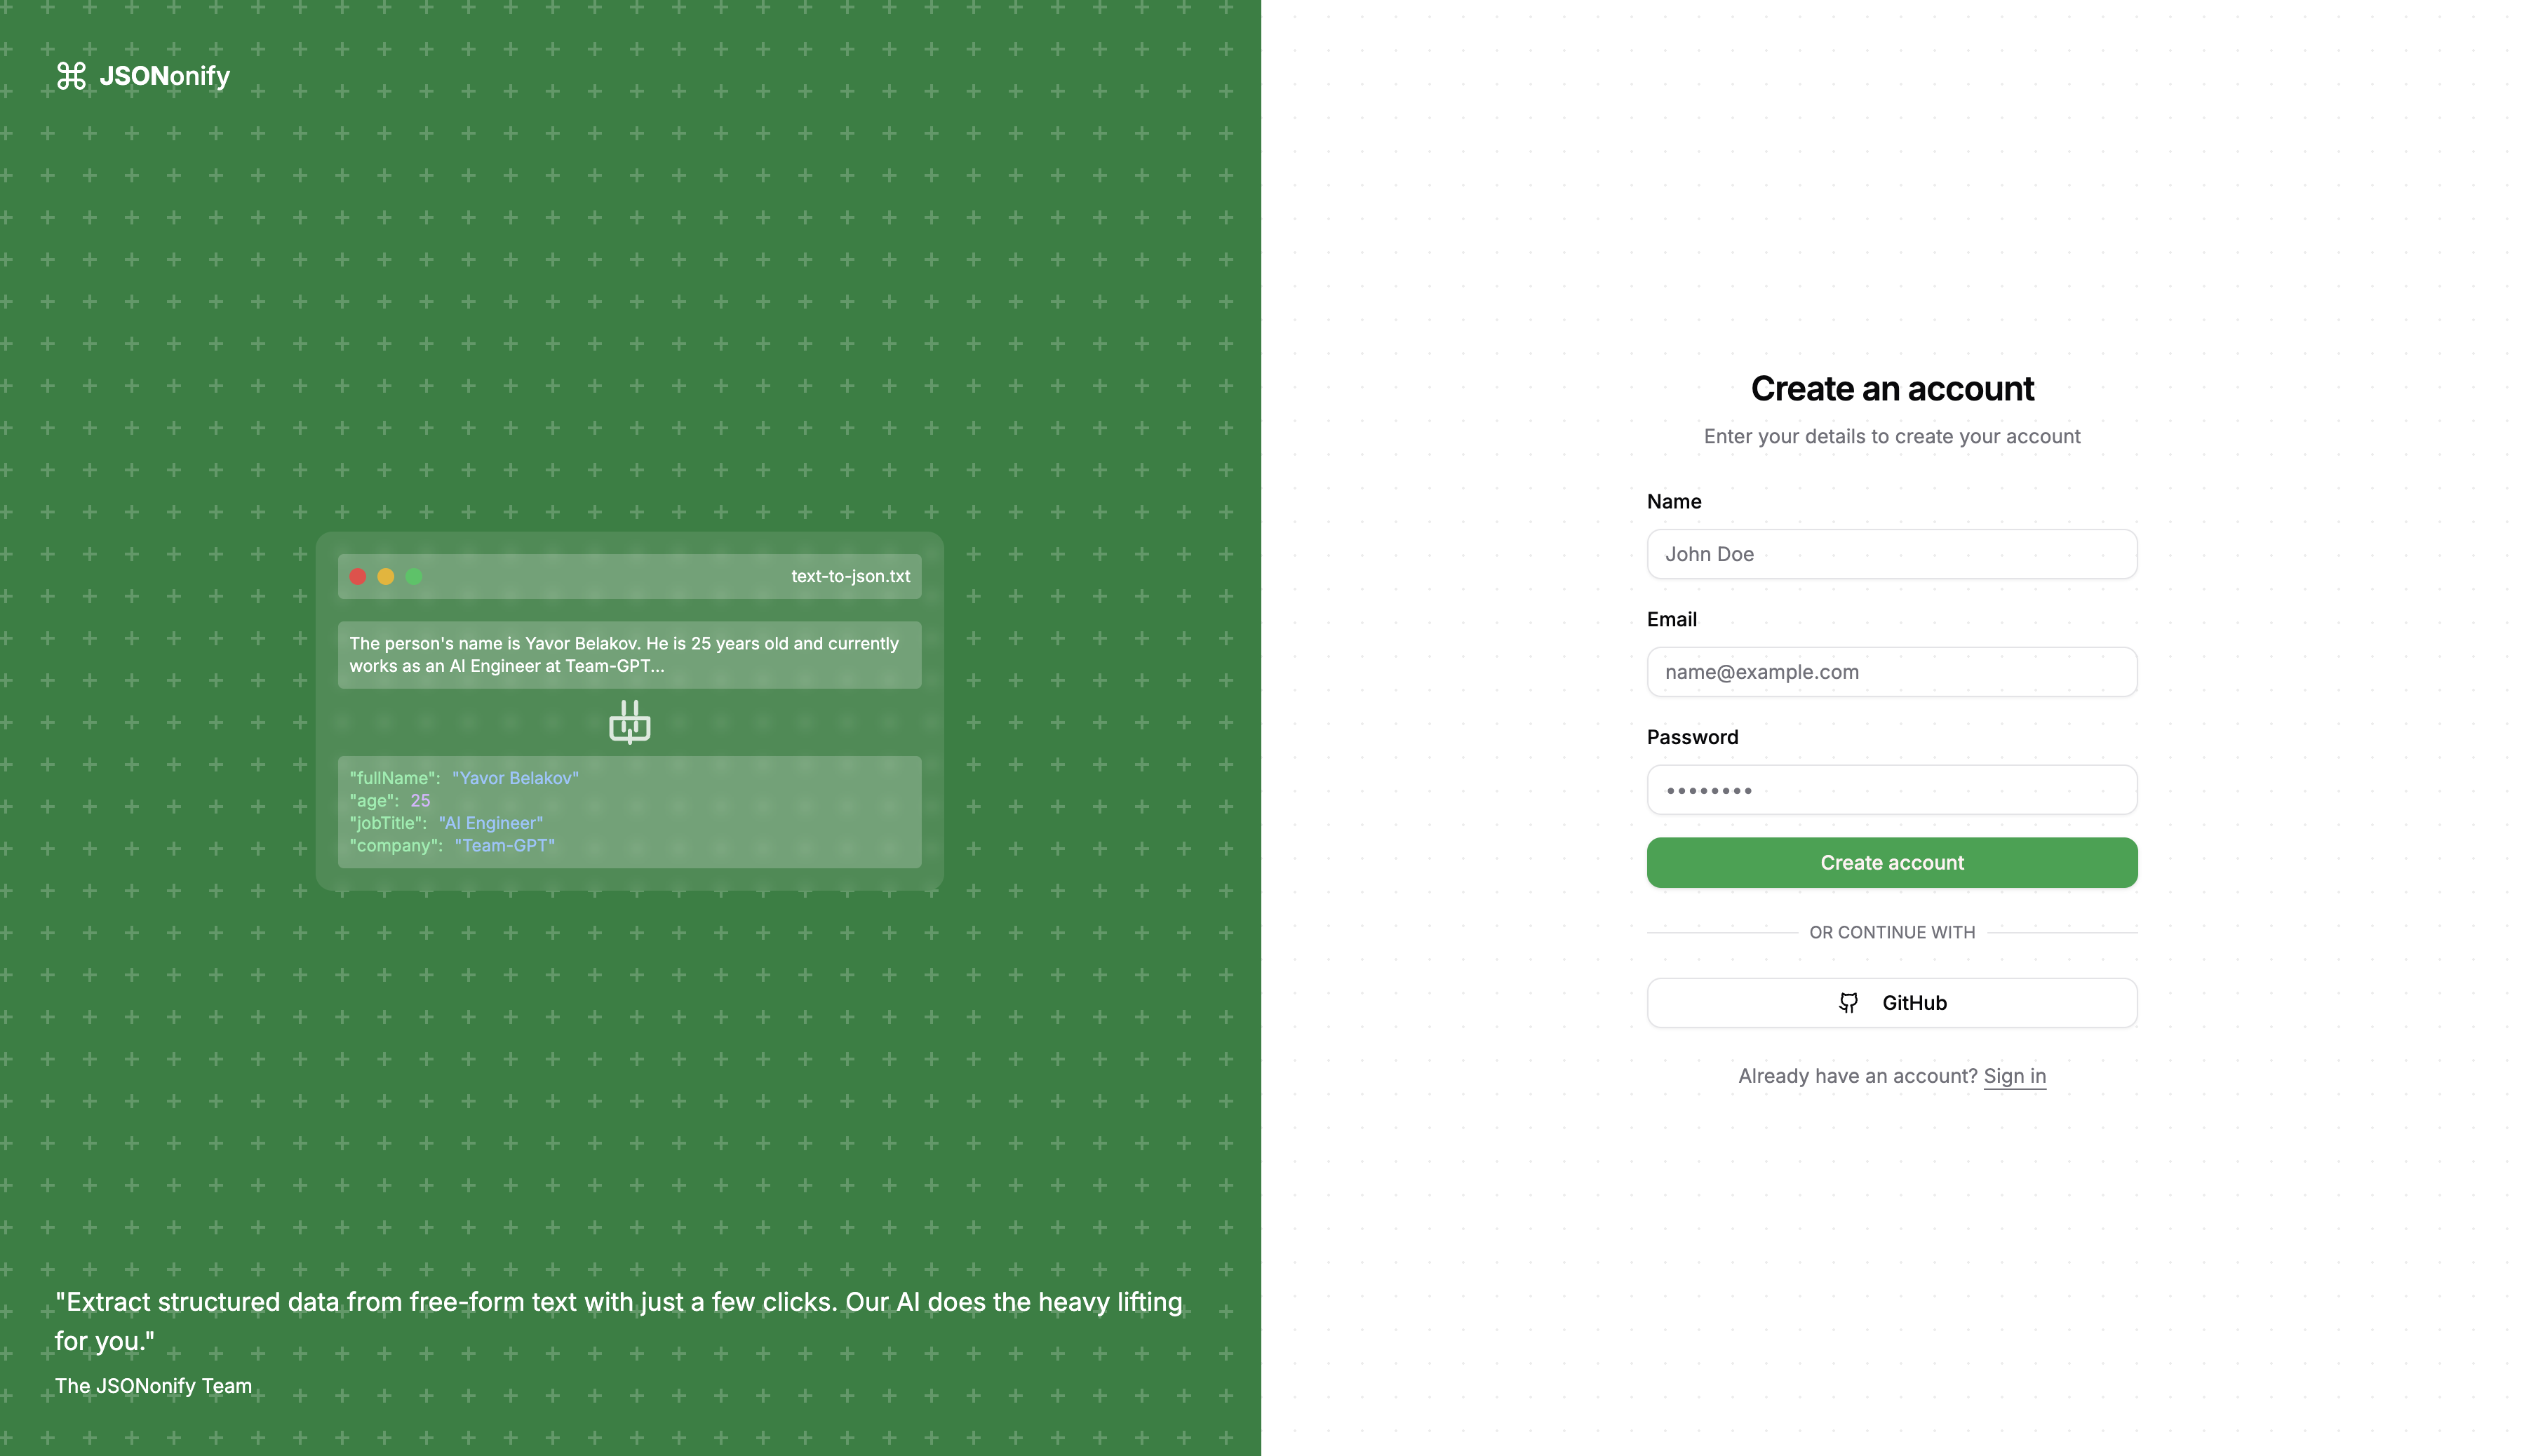 JSONonify
text-to-json.txt
The person's name is Yavor Belakov. He is 25 years old and currently
works as an AI Engineer at Team-GPT...
"fullName": "Yavor Belakov"
"age": 25
"jobTitle": "AI Engineer"
"company": "Team-GPT"
"Extract structured data from free-form text with just a few clicks. Our AI does the heavy lifting
for you."
The JSONonify Team
Create an account
Enter your details to create your account
Name
John Doe
Email
name@example.com
Password
••••••••
Create account
OR CONTINUE WITH
GitHub
Already have an account? Sign in